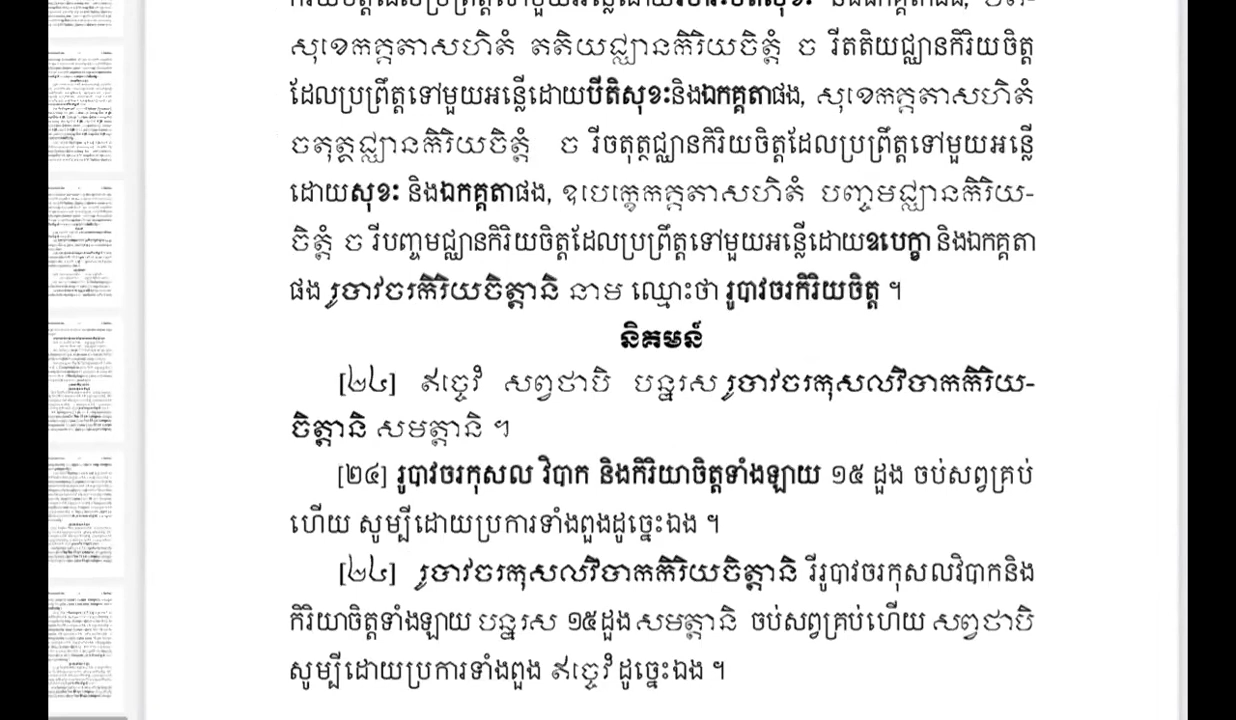 សុខេកគ្គតាសហិតំ តតិយជ្ឈានកិរិយចិត្តំ ច រីតតិយជ្ឈានកិរិយចិត្ត
ដែលប្រព្រឹត្តទៅមួយអន្លើដោយបីតិសុខៈនិងឯកគ្គតាផង, សុខេកគ្គតាសហិតំ
ចតុត្ថជ្ឈានកិរិយចិត្តំ ច រីចតុត្ថជ្ឈានកិរិយចិត្តដែលប្រព្រឹត្តទៅមួយអន្លើ
ដោយសុខៈ និងឯកគ្គតាផង, ឧបេក្ខេកគ្គតាសហិតំ បញ្ចមជ្ឈានកិរិយ-
ចិត្តំ ច រីបញ្ចមជ្ឈានកិរិយចិត្តដែលប្រព្រឹត្តទៅមួយអន្លើដោយឧបេក្ខា និងឯកគ្គតា
ផង រូបាវចរកិរិយចិត្តានិ នាម ឈ្មោះថា រូបាវចរកិរិយចិត្ត ។
និគមន៍
[២៤] ឥច្ចេវំ សព្វថាបិ បន្នរស រូបាវចរកុសលវិបាកកិរិយ-
ចិត្តានិ សមត្តានិ ។
[២៤] រូបាវចរកុសល វិបាក និងកិរិយាចិត្តទាំងឡាយ ១៥ ដួង ចប់សព្វគ្រប់
ហើយ សូម្បីដោយប្រការទាំងពួងដូច្នេះឯង ។
[២៤] រូបាវចរកុសលវិបាកកិរិយចិត្តានិ រីរូបាវចរកុសលវិបាកនិង
កិរិយាចិត្តទាំងឡាយ បន្នរស ១៥ដួង សមត្តានិ ចប់សព្វគ្រប់ហើយ សព្វថាបិ
សូម្បីដោយប្រការទាំងពួង ឥច្ចេវំ ដូច្នេះឯង ។